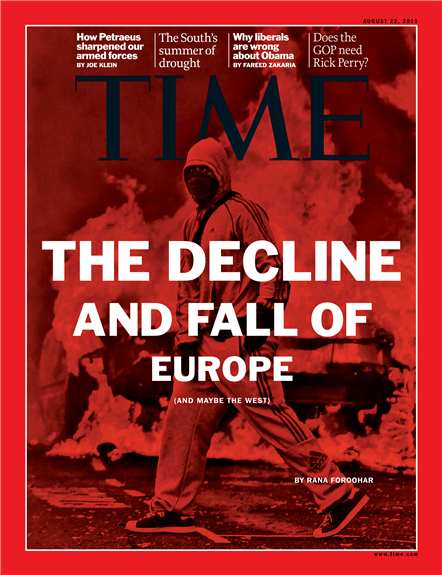 AUGUST 22, 2011
How Petraeus
sharpened our
armed forces
BY JOE KLEIN
The South's
summer of
drought
Why liberals
are wrong
about Obama
BY FAREED ZAKARIA
Does the
GOP need
Rick Perry?
TIME
THE DECLINE
AND FALL OF
EUROPE
(AND MAYBE THE WEST)
BY RANA FOROOHAR
www.time.com